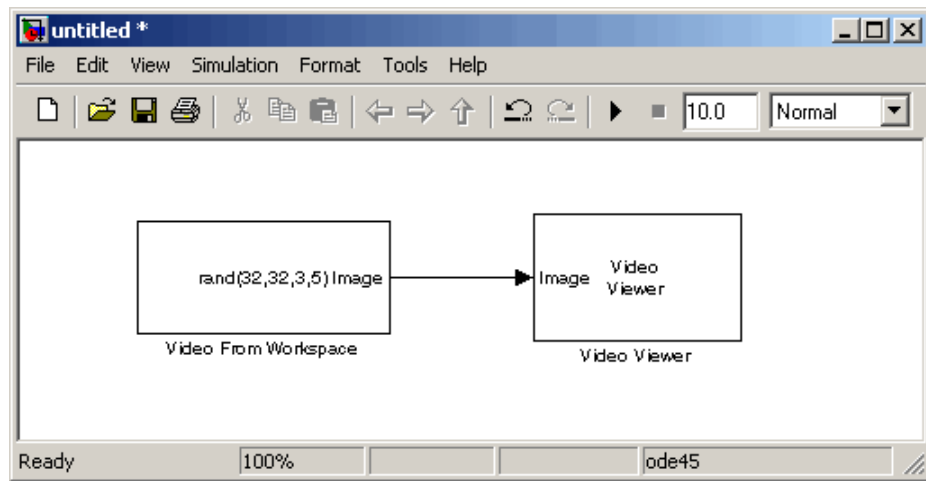 untitled *
File Edit View Simulation Format Tools Help
10.0 Normal
rand(32,32,3,5) Image
Image
Video
Viewer
Video From Workspace
Video Viewer
Ready 100% ode45